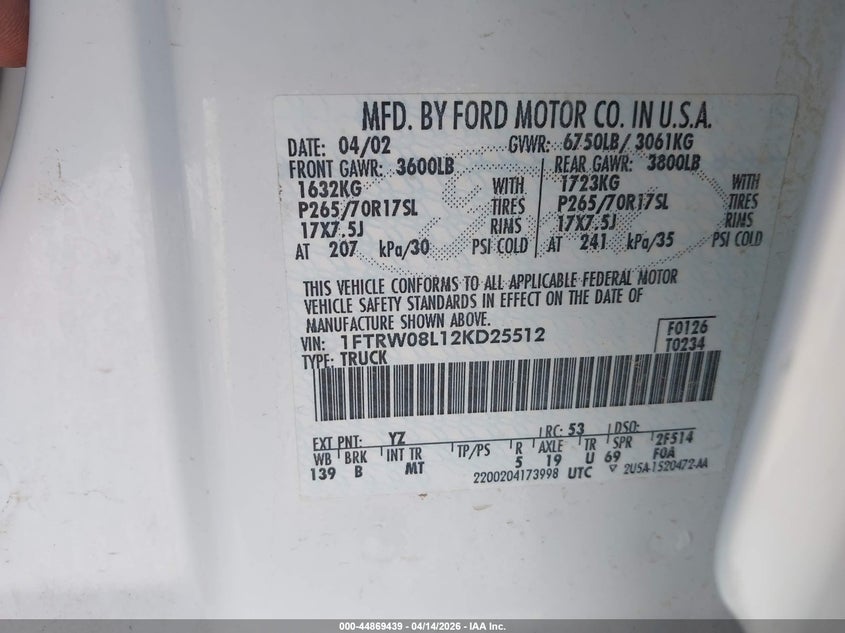 MFD. BY FORD MOTOR CO. IN U.S.A.
DATE: 04/02 GVWR: 6750LB/ 3061KG
FRONT GAWR: 3600LB REAR GAWR: 3800LB
1632KG WITH 1723KG WITH
P265/70R17SL TIRES P265/70R17SL TIRES
17X7.5J RIMS 17X7.5J RIMS
AT 207 kPa/30 PSI COLD AT 241 kPa/35 PSI COLD
THIS VEHICLE CONFORMS TO ALL APPLICABLE FEDERAL MOTOR
VEHICLE SAFETY STANDARDS IN EFFECT ON THE DATE OF
MANUFACTURE SHOWN ABOVE.
VIN: 1FTRW08L12KD25512 F0126
TYPE: TRUCK T0234
EXT PNT: YZ RC: 53 DSO:
WB BRK INT TR TP/PS R AXLE TR SPR 2F514
139 B MT 5 19 U 69 FOA
2200204173998 UTC 2U5A-1520472-AA
000-44869439 - 04/14/2026 - IAA Inc.